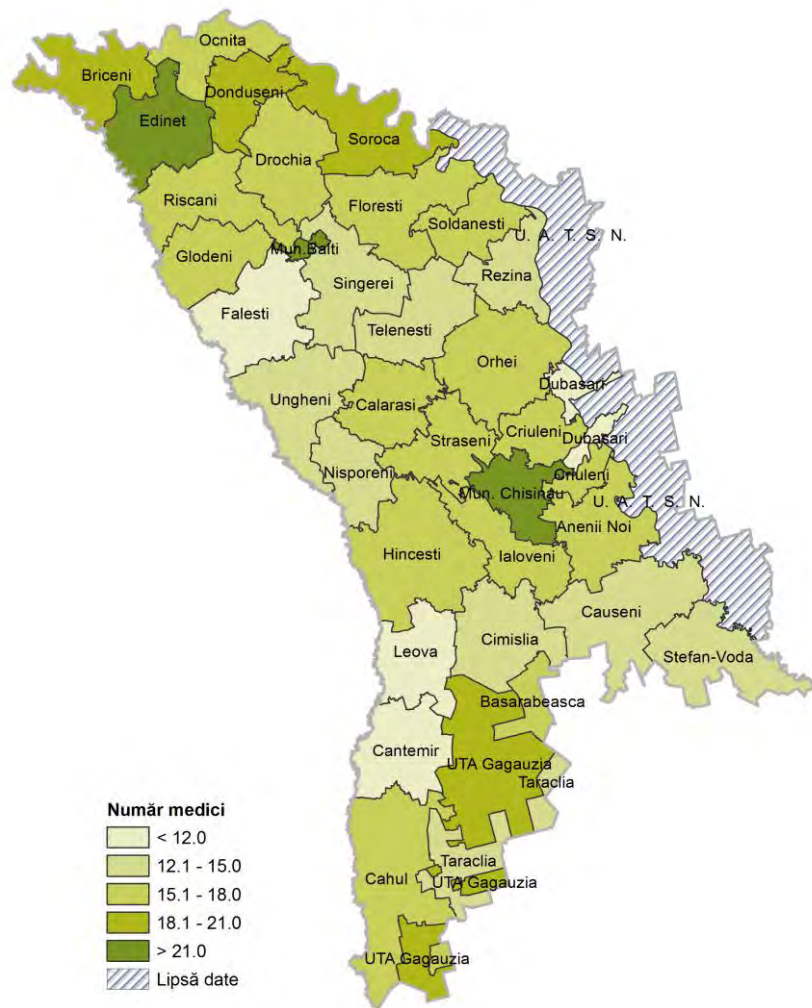 Ocnita
Briceni
Donduseni
Edinet
Soroca
Drochia
Riscani
Floresti
Soldanesti
U. A. T. S. N.
Mun.Balti
Glodeni
Rezina
Singerei
Falesti
Telenesti
Orhei
Dubasari
Ungheni
Calarasi
Criuleni
Straseni
Dubasari
Nisporeni
Criuleni
Mun. Chisinau
U. A. T. S. N.
Anenii Noi
Hincesti
Ialoveni
Causeni
Cimislia
Leova
Stefan-Voda
Basarabeasca
Cantemir
UTA Gagauzia
Taraclia
Taraclia
Cahul
UTA Gagauzia
UTA Gagauzia
Număr medici
< 12.0
12.1 - 15.0
15.1 - 18.0
18.1 - 21.0
> 21.0
Lipsă date